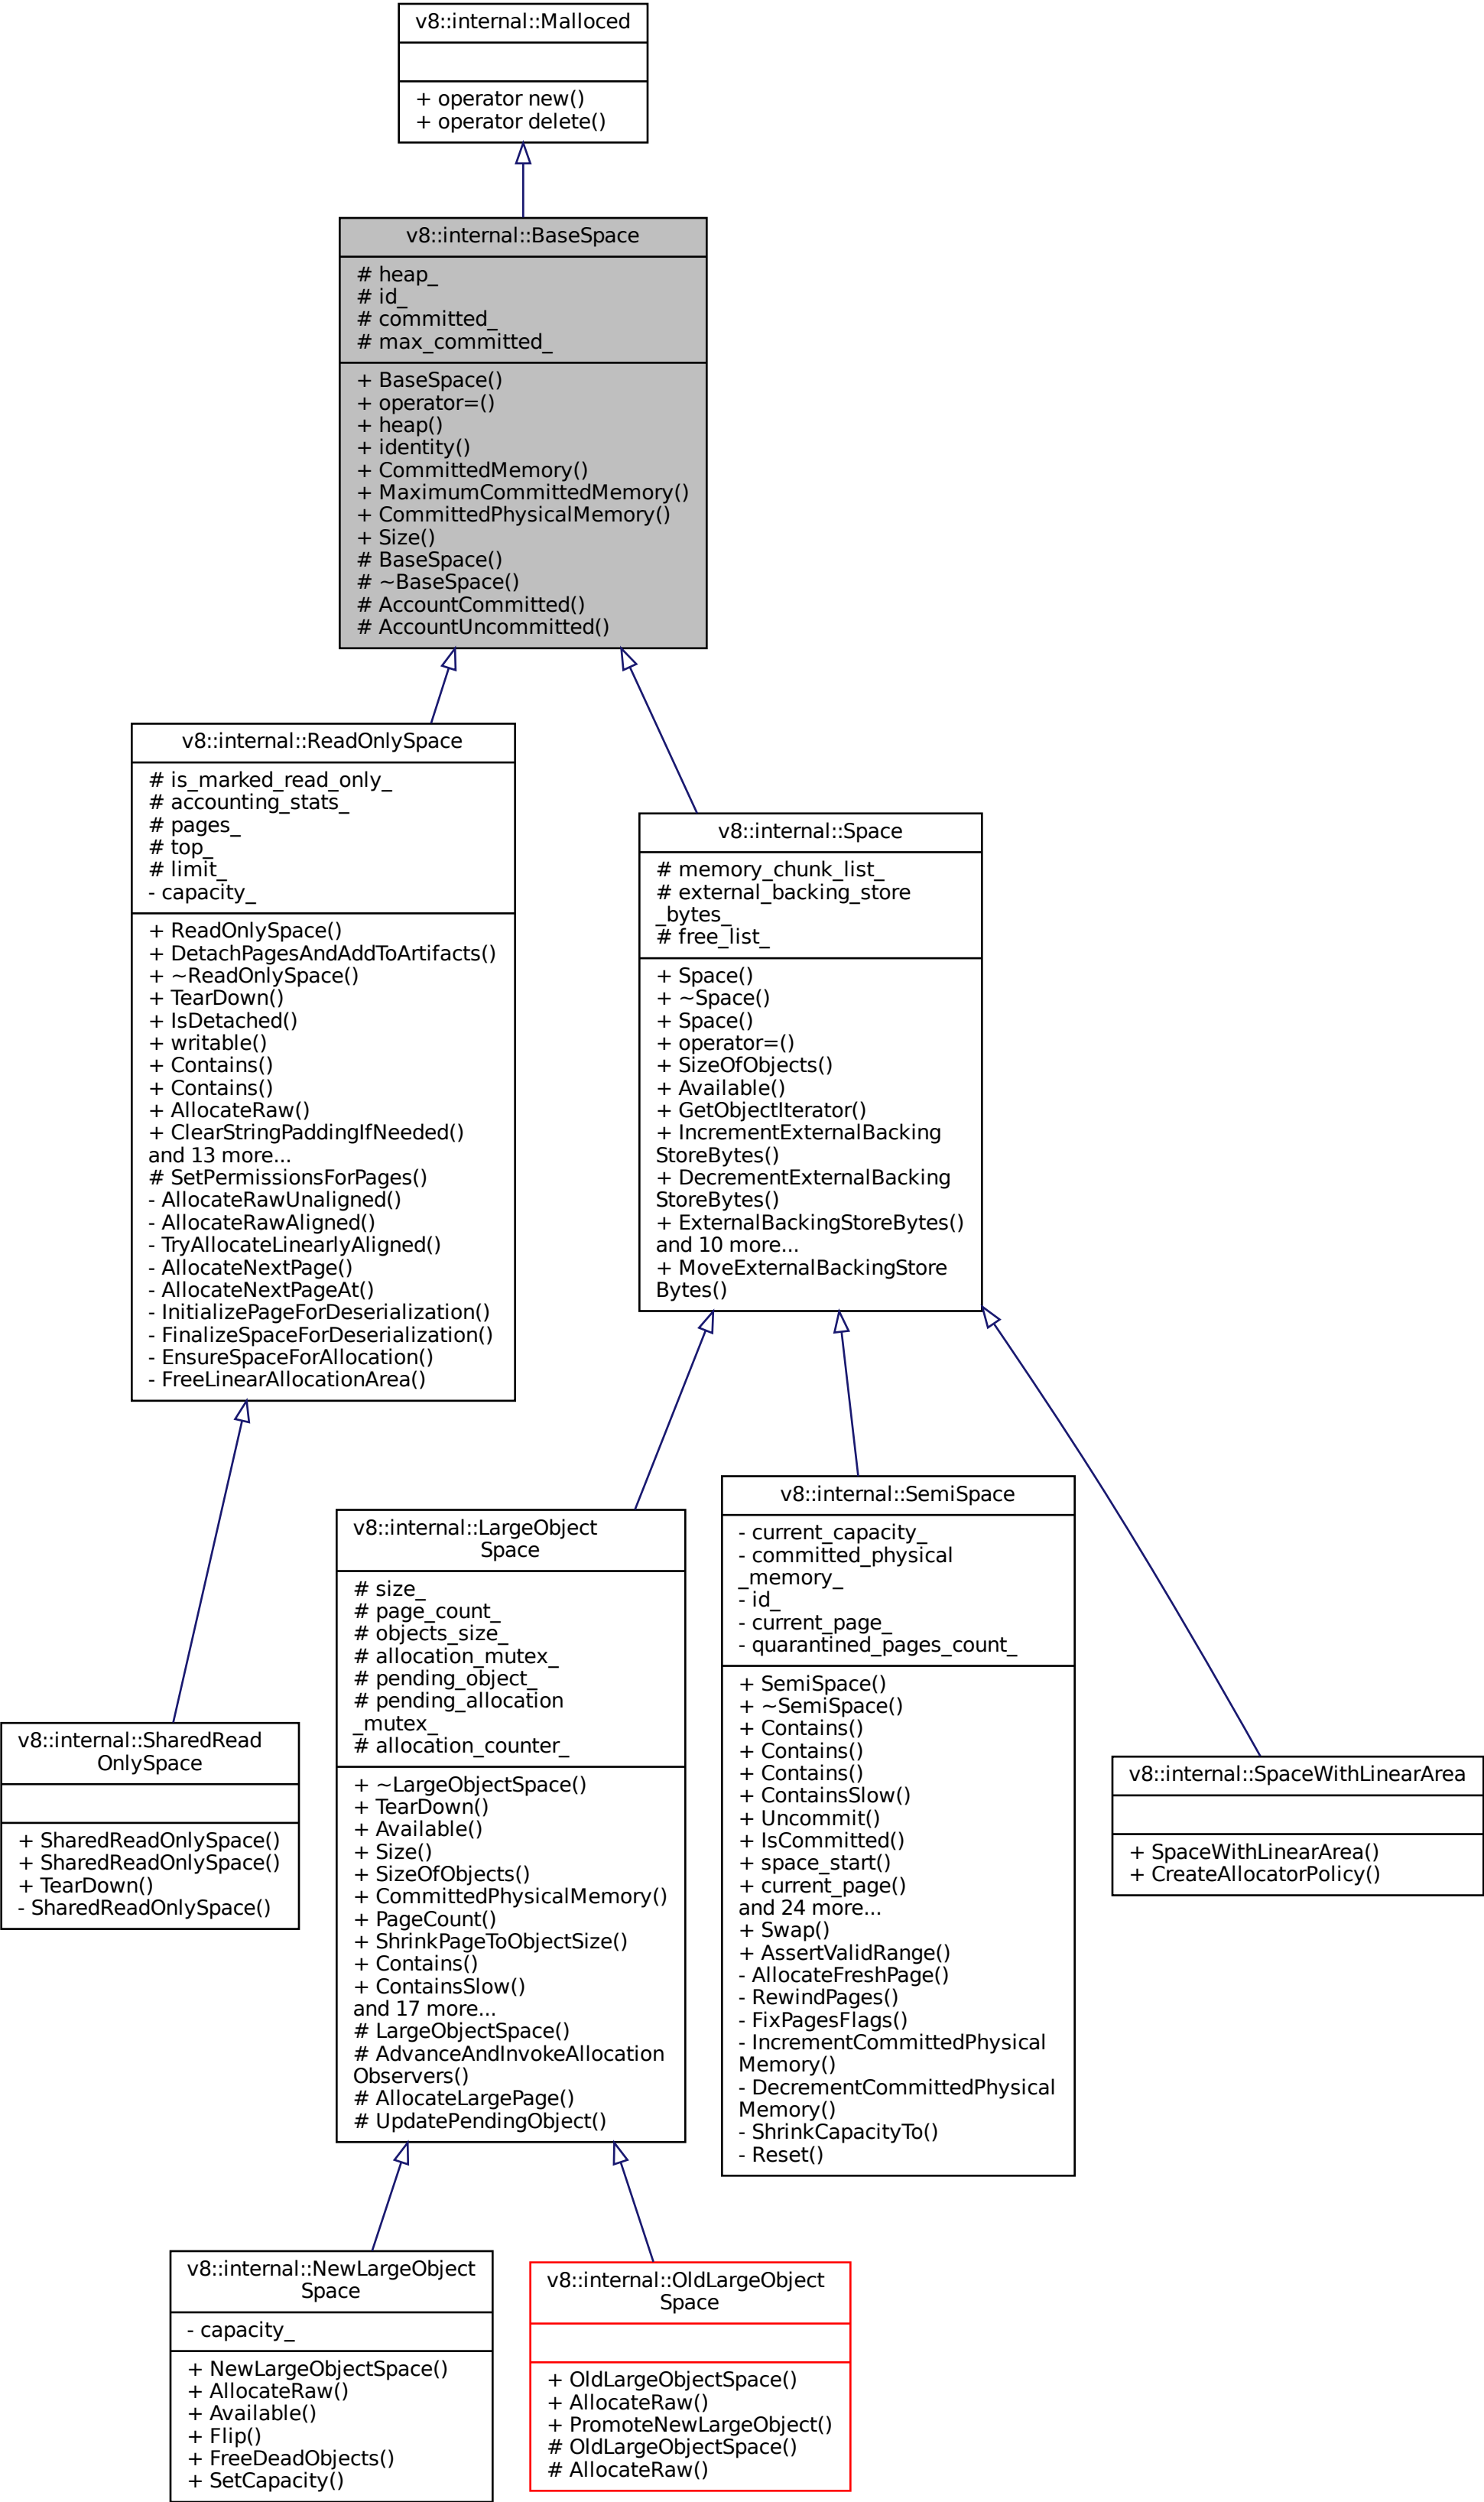 v8::internal::Malloced
+ operator new()
+ operator delete()
v8::internal::BaseSpace
# heap_
# id_
# committed_
# max_committed_
+ BaseSpace()
+ operator=()
+ heap()
+ identity()
+ CommittedMemory()
+ MaximumCommittedMemory()
+ CommittedPhysicalMemory()
+ Size()
# BaseSpace()
# ~BaseSpace()
# AccountCommitted()
# AccountUncommitted()
v8::internal::ReadOnlySpace
# is_marked_read_only_
# accounting_stats_
# pages_
# top_
# limit_
- capacity_
+ ReadOnlySpace()
+ DetachPagesAndAddToArtifacts()
+ ~ReadOnlySpace()
+ TearDown()
+ IsDetached()
+ writable()
+ Contains()
+ Contains()
+ AllocateRaw()
+ ClearStringPaddingIfNeeded()
and 13 more...
# SetPermissionsForPages()
- AllocateRawUnaligned()
- AllocateRawAligned()
- TryAllocateLinearlyAligned()
- AllocateNextPage()
- AllocateNextPageAt()
- InitializePageForDeserialization()
- FinalizeSpaceForDeserialization()
- EnsureSpaceForAllocation()
- FreeLinearAllocationArea()
v8::internal::Space
# memory_chunk_list_
# external_backing_store
_bytes_
# free_list_
+ Space()
+ ~Space()
+ Space()
+ operator=()
+ SizeOfObjects()
+ Available()
+ GetObjectIterator()
+ IncrementExternalBacking
StoreBytes()
+ DecrementExternalBacking
StoreBytes()
+ ExternalBackingStoreBytes()
and 10 more...
+ MoveExternalBackingStore
Bytes()
v8::internal::SharedRead
OnlySpace
+ SharedReadOnlySpace()
+ SharedReadOnlySpace()
+ TearDown()
- SharedReadOnlySpace()
v8::internal::LargeObject
Space
# size_
# page_count_
# objects_size_
# allocation_mutex_
# pending_object_
# pending_allocation
_mutex_
# allocation_counter_
+ ~LargeObjectSpace()
+ TearDown()
+ Available()
+ Size()
+ SizeOfObjects()
+ CommittedPhysicalMemory()
+ PageCount()
+ ShrinkPageToObjectSize()
+ Contains()
+ ContainsSlow()
and 17 more...
# LargeObjectSpace()
# AdvanceAndInvokeAllocation
Observers()
# AllocateLargePage()
# UpdatePendingObject()
v8::internal::SemiSpace
- current_capacity_
- committed_physical
_memory_
- id_
- current_page_
- quarantined_pages_count_
+ SemiSpace()
+ ~SemiSpace()
+ Contains()
+ Contains()
+ Contains()
+ ContainsSlow()
+ Uncommit()
+ IsCommitted()
+ space_start()
+ current_page()
and 24 more...
+ Swap()
+ AssertValidRange()
- AllocateFreshPage()
- RewindPages()
- FixPagesFlags()
- IncrementCommittedPhysical
Memory()
- DecrementCommittedPhysical
Memory()
- ShrinkCapacityTo()
- Reset()
v8::internal::SpaceWithLinearArea
+ SpaceWithLinearArea()
+ CreateAllocatorPolicy()
v8::internal::NewLargeObject
Space
- capacity_
+ NewLargeObjectSpace()
+ AllocateRaw()
+ Available()
+ Flip()
+ FreeDeadObjects()
+ SetCapacity()
v8::internal::OldLargeObject
Space
+ OldLargeObjectSpace()
+ AllocateRaw()
+ PromoteNewLargeObject()
# OldLargeObjectSpace()
# AllocateRaw()